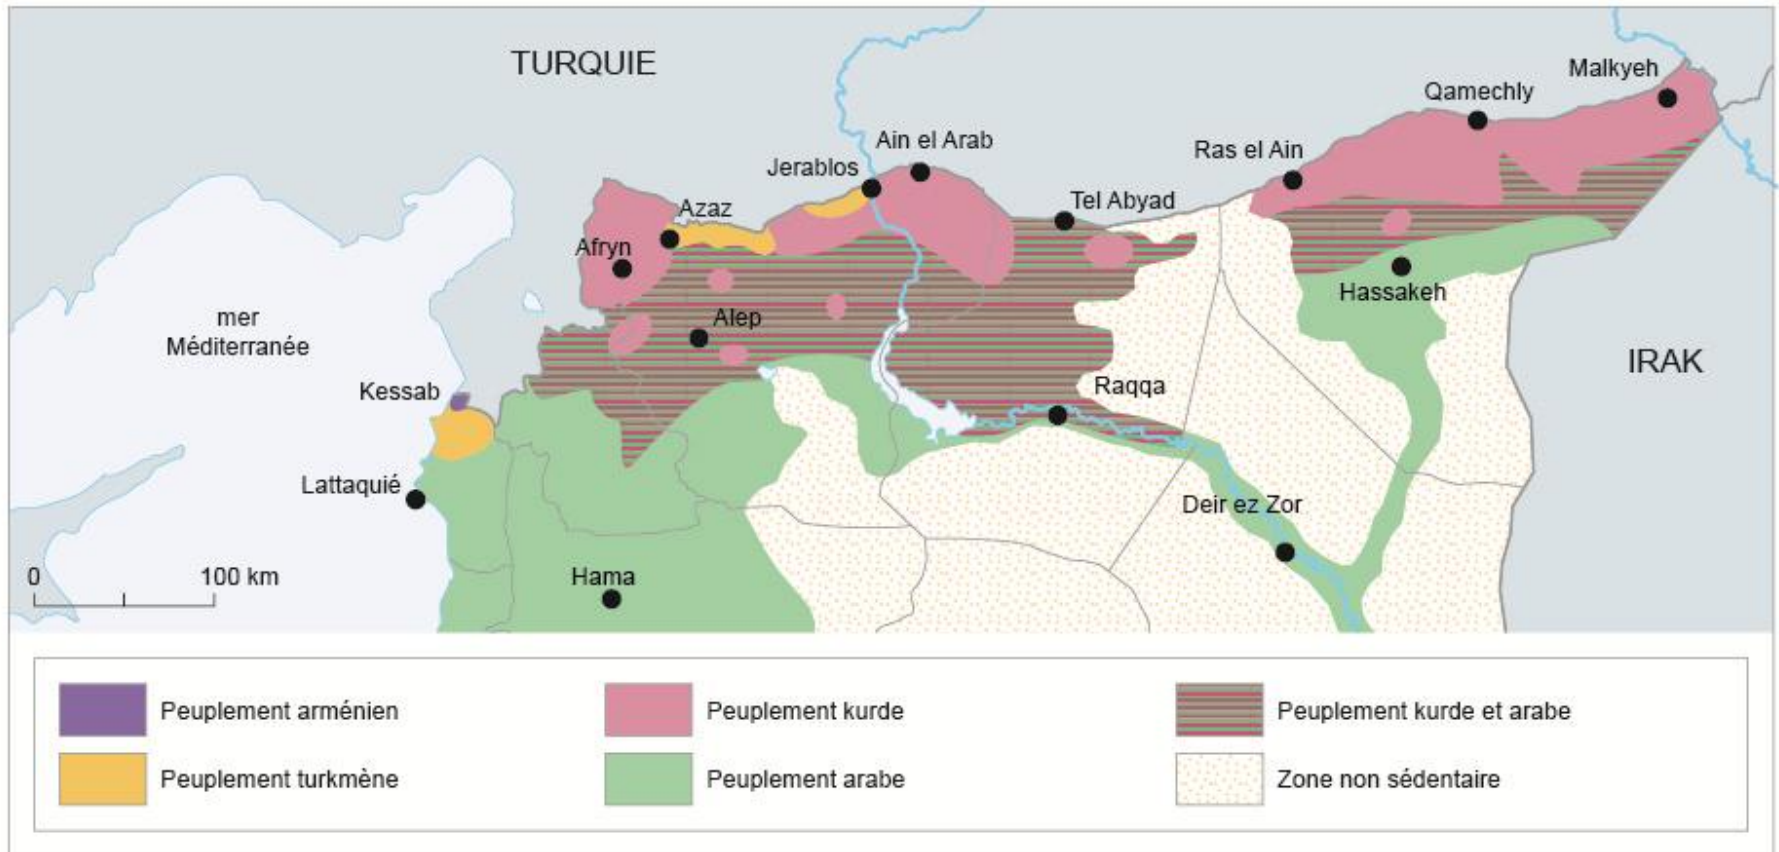 TURQUIE
Malkyeh
Qamechly
Ain el Arab
Ras el Ain
Jerablos
Tel Abyad
Azaz
Afryn
Hassakeh
mer
Méditerranée
Alep
IRAK
Kessab
Raqqa
Lattaquié
Deir ez Zor
0 100 km
Hama
Peuplement arménien
Peuplement kurde
Peuplement kurde et arabe
Peuplement turkmène
Peuplement arabe
Zone non sédentaire